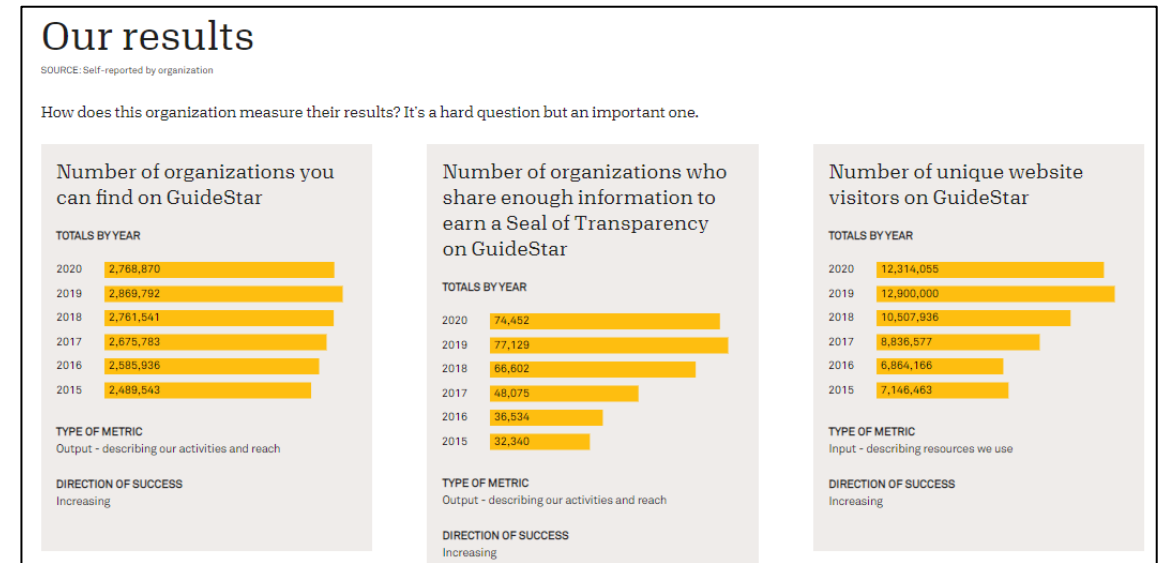 Our results
SOURCE: Self-reported by organization
How does this organization measure their results? It's a hard question but an important one.
Number of organizations you
can find on GuideStar
TOTALS BY YEAR
2020 2,768,870
2019 2,869,792
2018 2,761,541
2017 2,675,783
2016 2,585,936
2015 2,489,543
TYPE OF METRIC
Output - describing our activities and reach
DIRECTION OF SUCCESS
Increasing
Number of organizations who
share enough information to
earn a Seal of Transparency
on GuideStar
TOTALS BY YEAR
2020 74,452
2019 77,129
2018 66,602
2017 48,075
2016 36,534
2015 32,340
TYPE OF METRIC
Output - describing our activities and reach
DIRECTION OF SUCCESS
Increasing
Number of unique website
visitors on GuideStar
TOTALS BY YEAR
2020 12,314,055
2019 12,900,000
2018 10,507,936
2017 8,836,577
2016 6,864,166
2015 7,146,463
TYPE OF METRIC
Input - describing resources we use
DIRECTION OF SUCCESS
Increasing